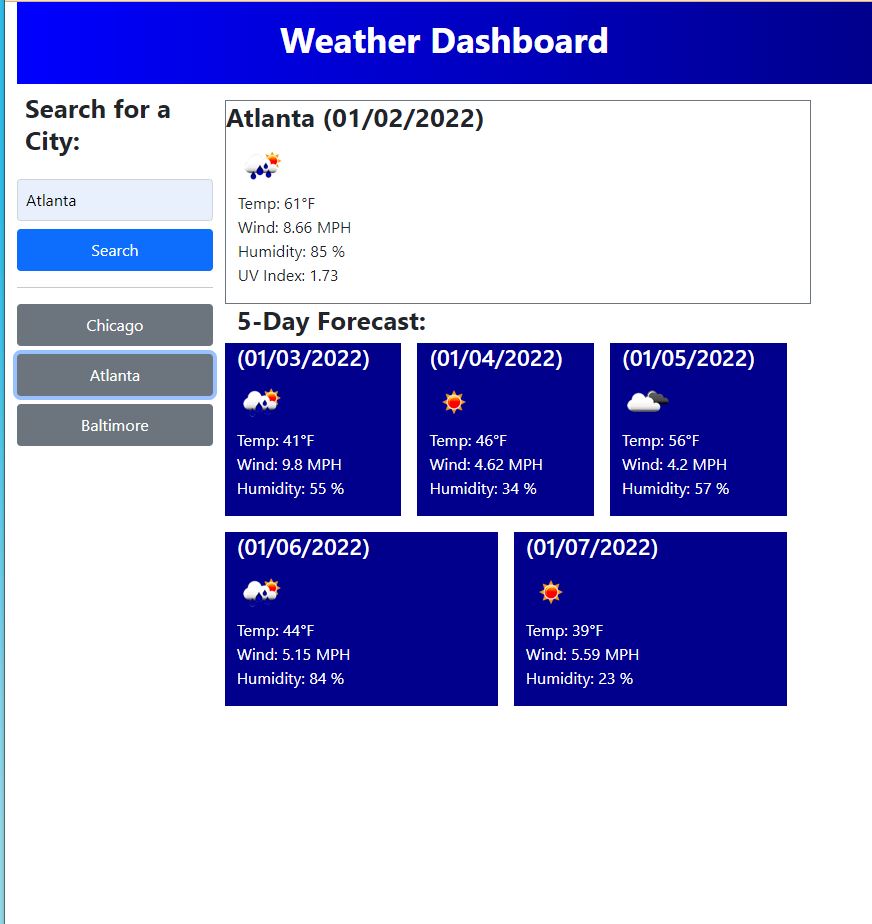 Weather Dashboard
Search for a
City:
Atlanta
Search
Chicago
Atlanta
Baltimore
Atlanta (01/02/2022)
Temp: 61°F
Wind: 8.66 MPH
Humidity: 85 %
UV Index: 1.73
5-Day Forecast:
(01/03/2022)
Temp: 41°F
Wind: 9.8 MPH
Humidity: 55 %
(01/04/2022)
Temp: 46°F
Wind: 4.62 MPH
Humidity: 34 %
(01/05/2022)
Temp: 56°F
Wind: 4.2 MPH
Humidity: 57 %
(01/06/2022)
Temp: 44°F
Wind: 5.15 MPH
Humidity: 84 %
(01/07/2022)
Temp: 39°F
Wind: 5.59 MPH
Humidity: 23 %